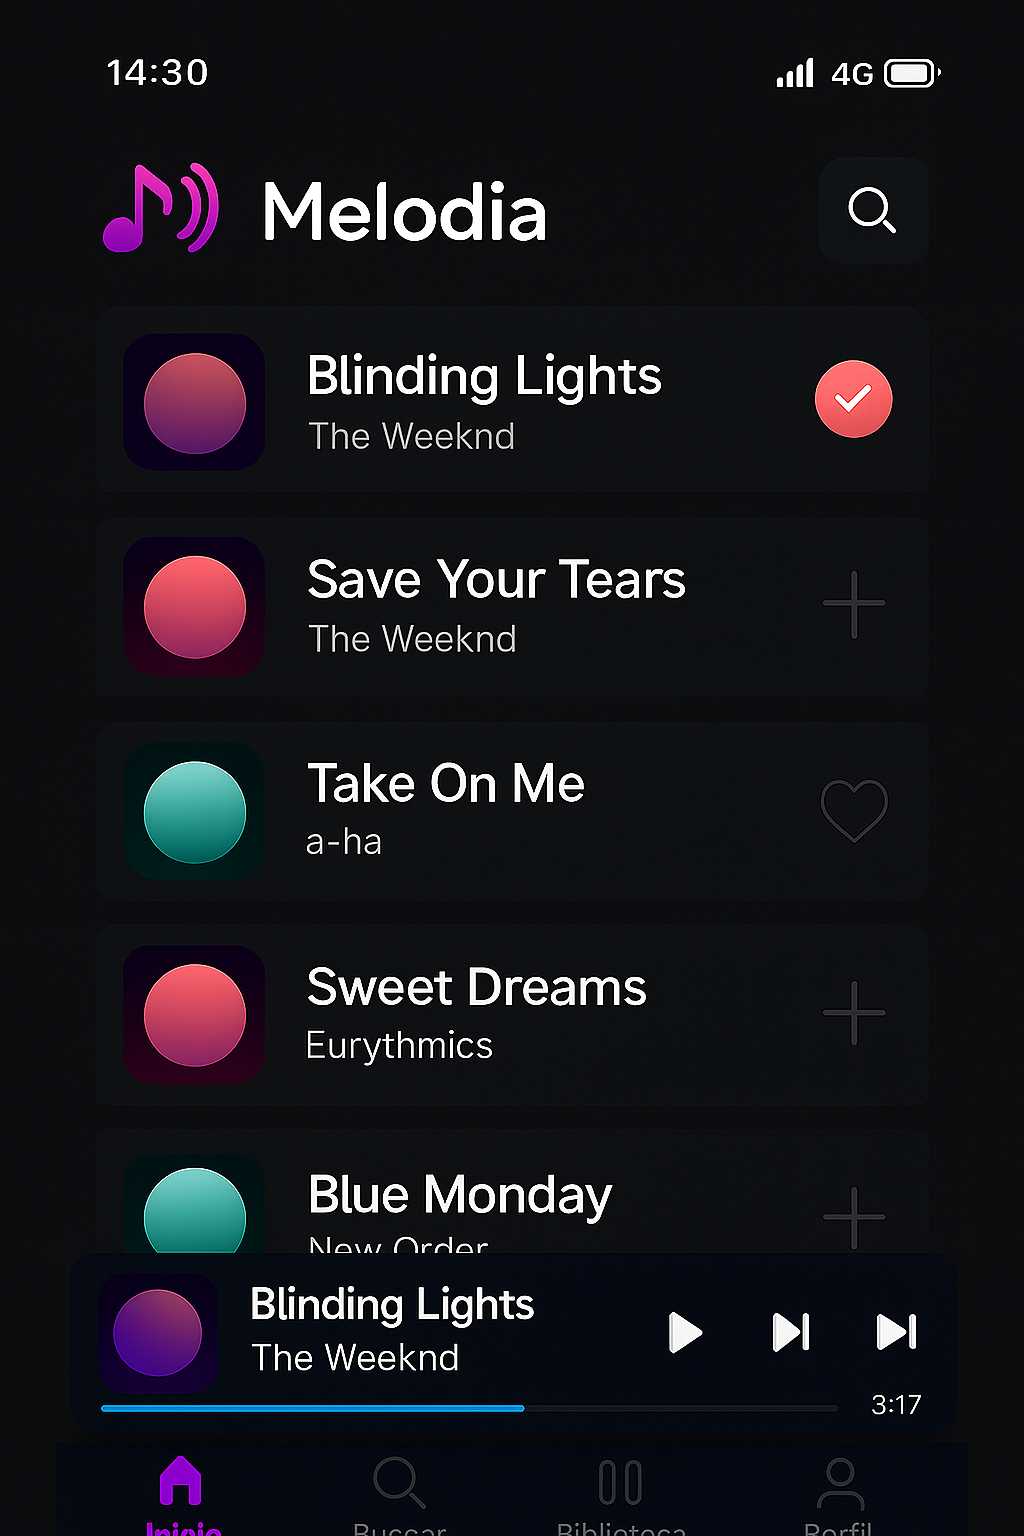 14:30
4G
Melodia
Blinding Lights
The Weeknd
Save Your Tears
The Weeknd
Take On Me
a-ha
Sweet Dreams
Eurythmics
Blue Monday
New Order
Blinding Lights
The Weeknd
3:17
Inicio
Buscar
Biblioteca
Perfil